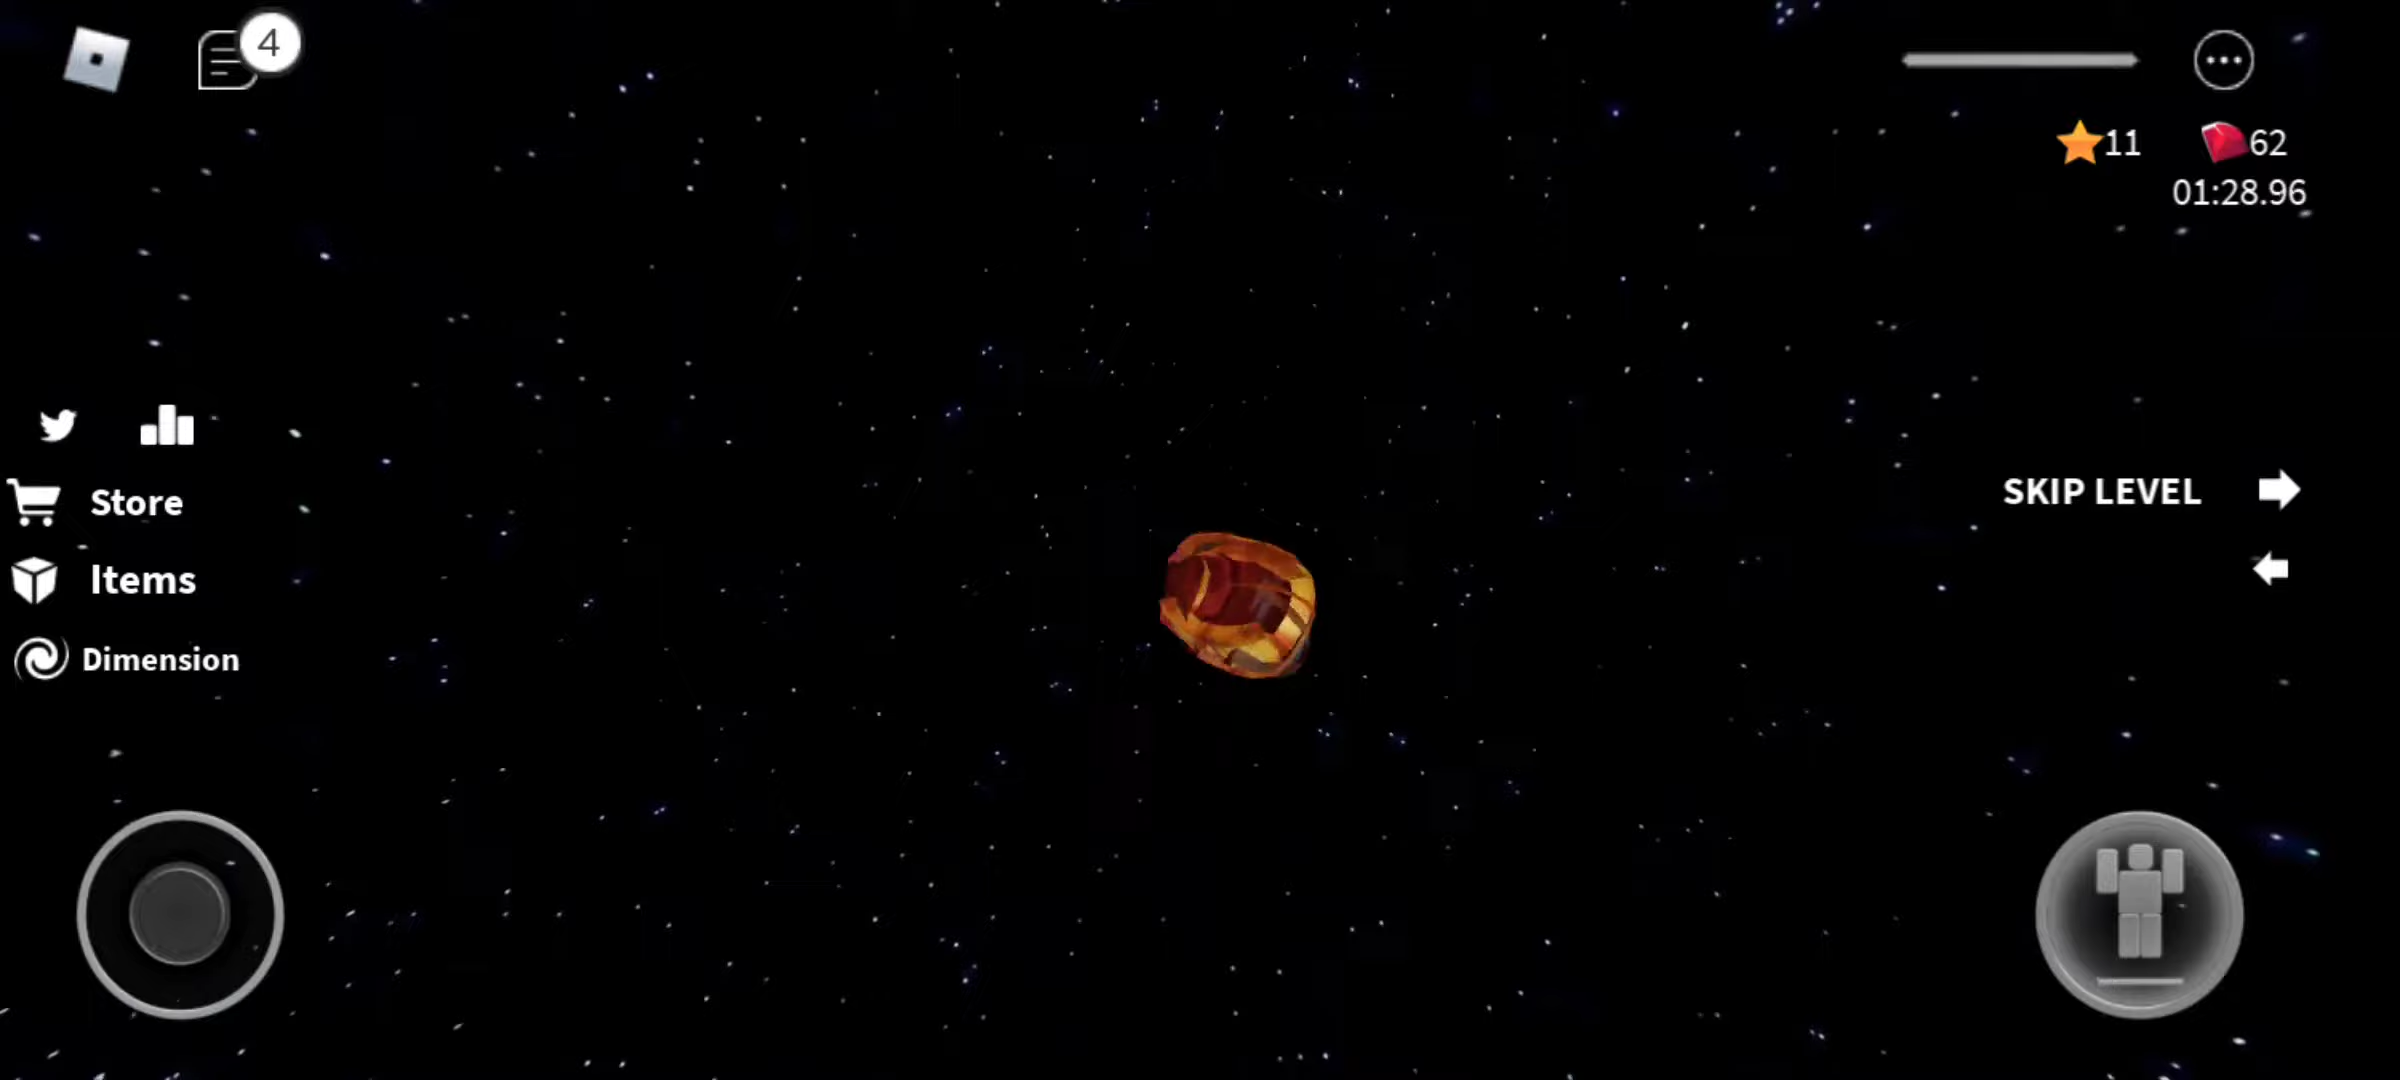 4
11 62
01:28.96
Store
Items
Dimension
SKIP LEVEL